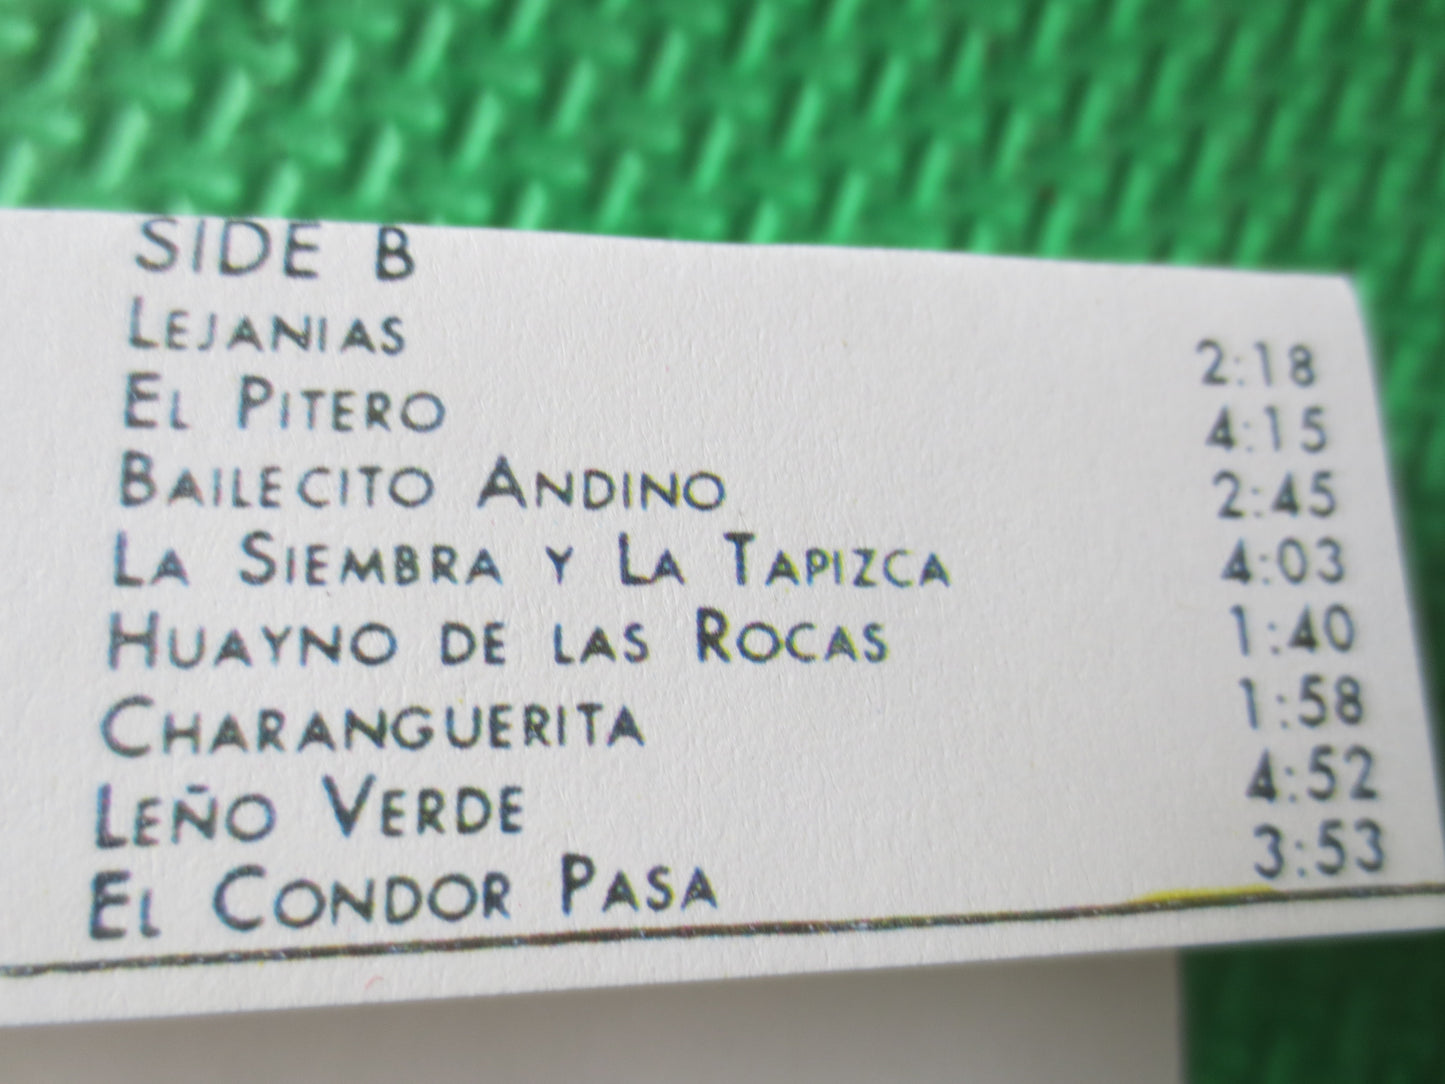 SIDE B
LEJANIAS 2:18
EL PITERO 4:15
BAILECITO ANDINO 2:45
LA SIEMBRA Y LA TAPIZCA 4:03
HUAYNO DE LAS ROCAS 1:40
CHARANGUERITA 1:58
LEÑO VERDE 4:52
EL CONDOR PASA 3:53